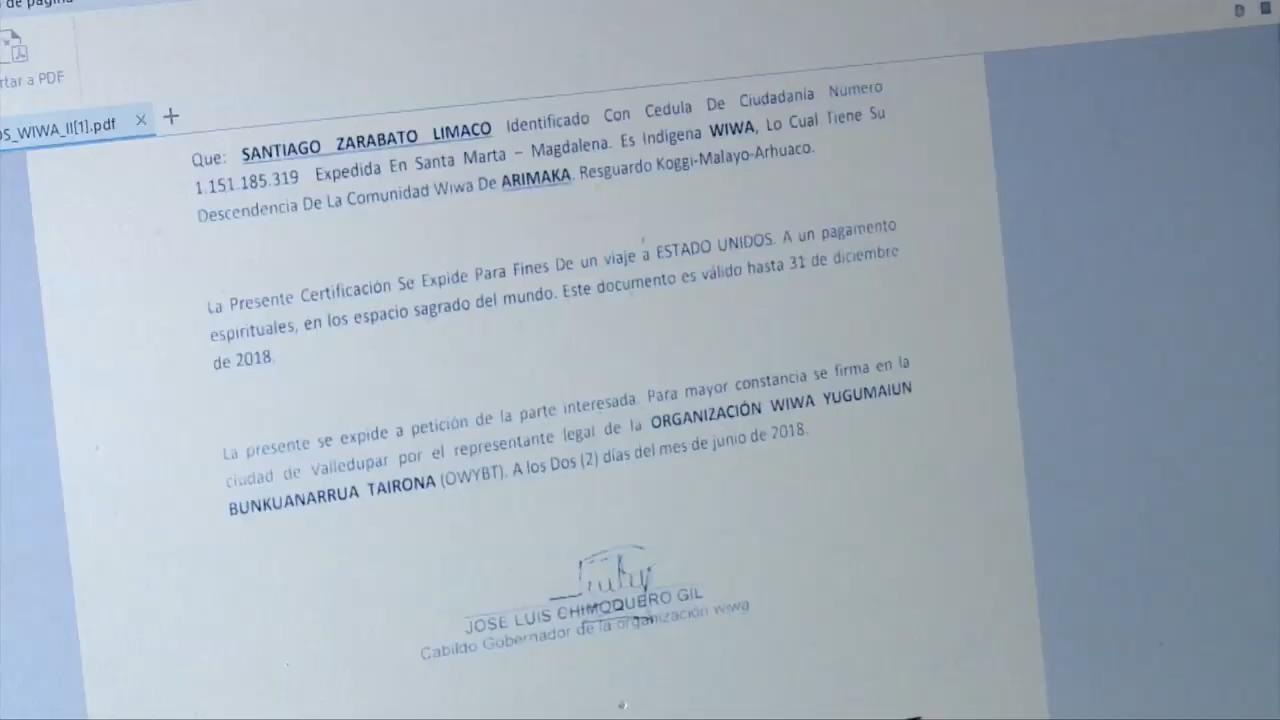 de página
rtar a PDF
OS_WIWA_II[1].pdf × +
Que: SANTIAGO ZARABATO LIMACO Identificado Con Cedula De Ciudadanía Numero
1.151.185.319 Expedida En Santa Marta – Magdalena. Es Indígena WIWA, Lo Cual Tiene Su
Descendencia De La Comunidad Wiwa De ARIMAKA. Resguardo Koggi-Malayo-Arhuaco.
La Presente Certificación Se Expide Para Fines De un viaje a ESTADO UNIDOS. A un pagamento
espirituales, en los espacio sagrado del mundo. Este documento es válido hasta 31 de diciembre
de 2018.
La presente se expide a petición de la parte interesada. Para mayor constancia se firma en la
ciudad de Valledupar por el representante legal de la ORGANIZACIÓN WIWA YUGUMAIUN
BUNKUANARRUA TAIRONA (OWYBT). A los Dos (2) días del mes de junio de 2018.
JOSE LUIS CHIMOQUERO GIL
Cabildo Gobernador de la organización wiwa